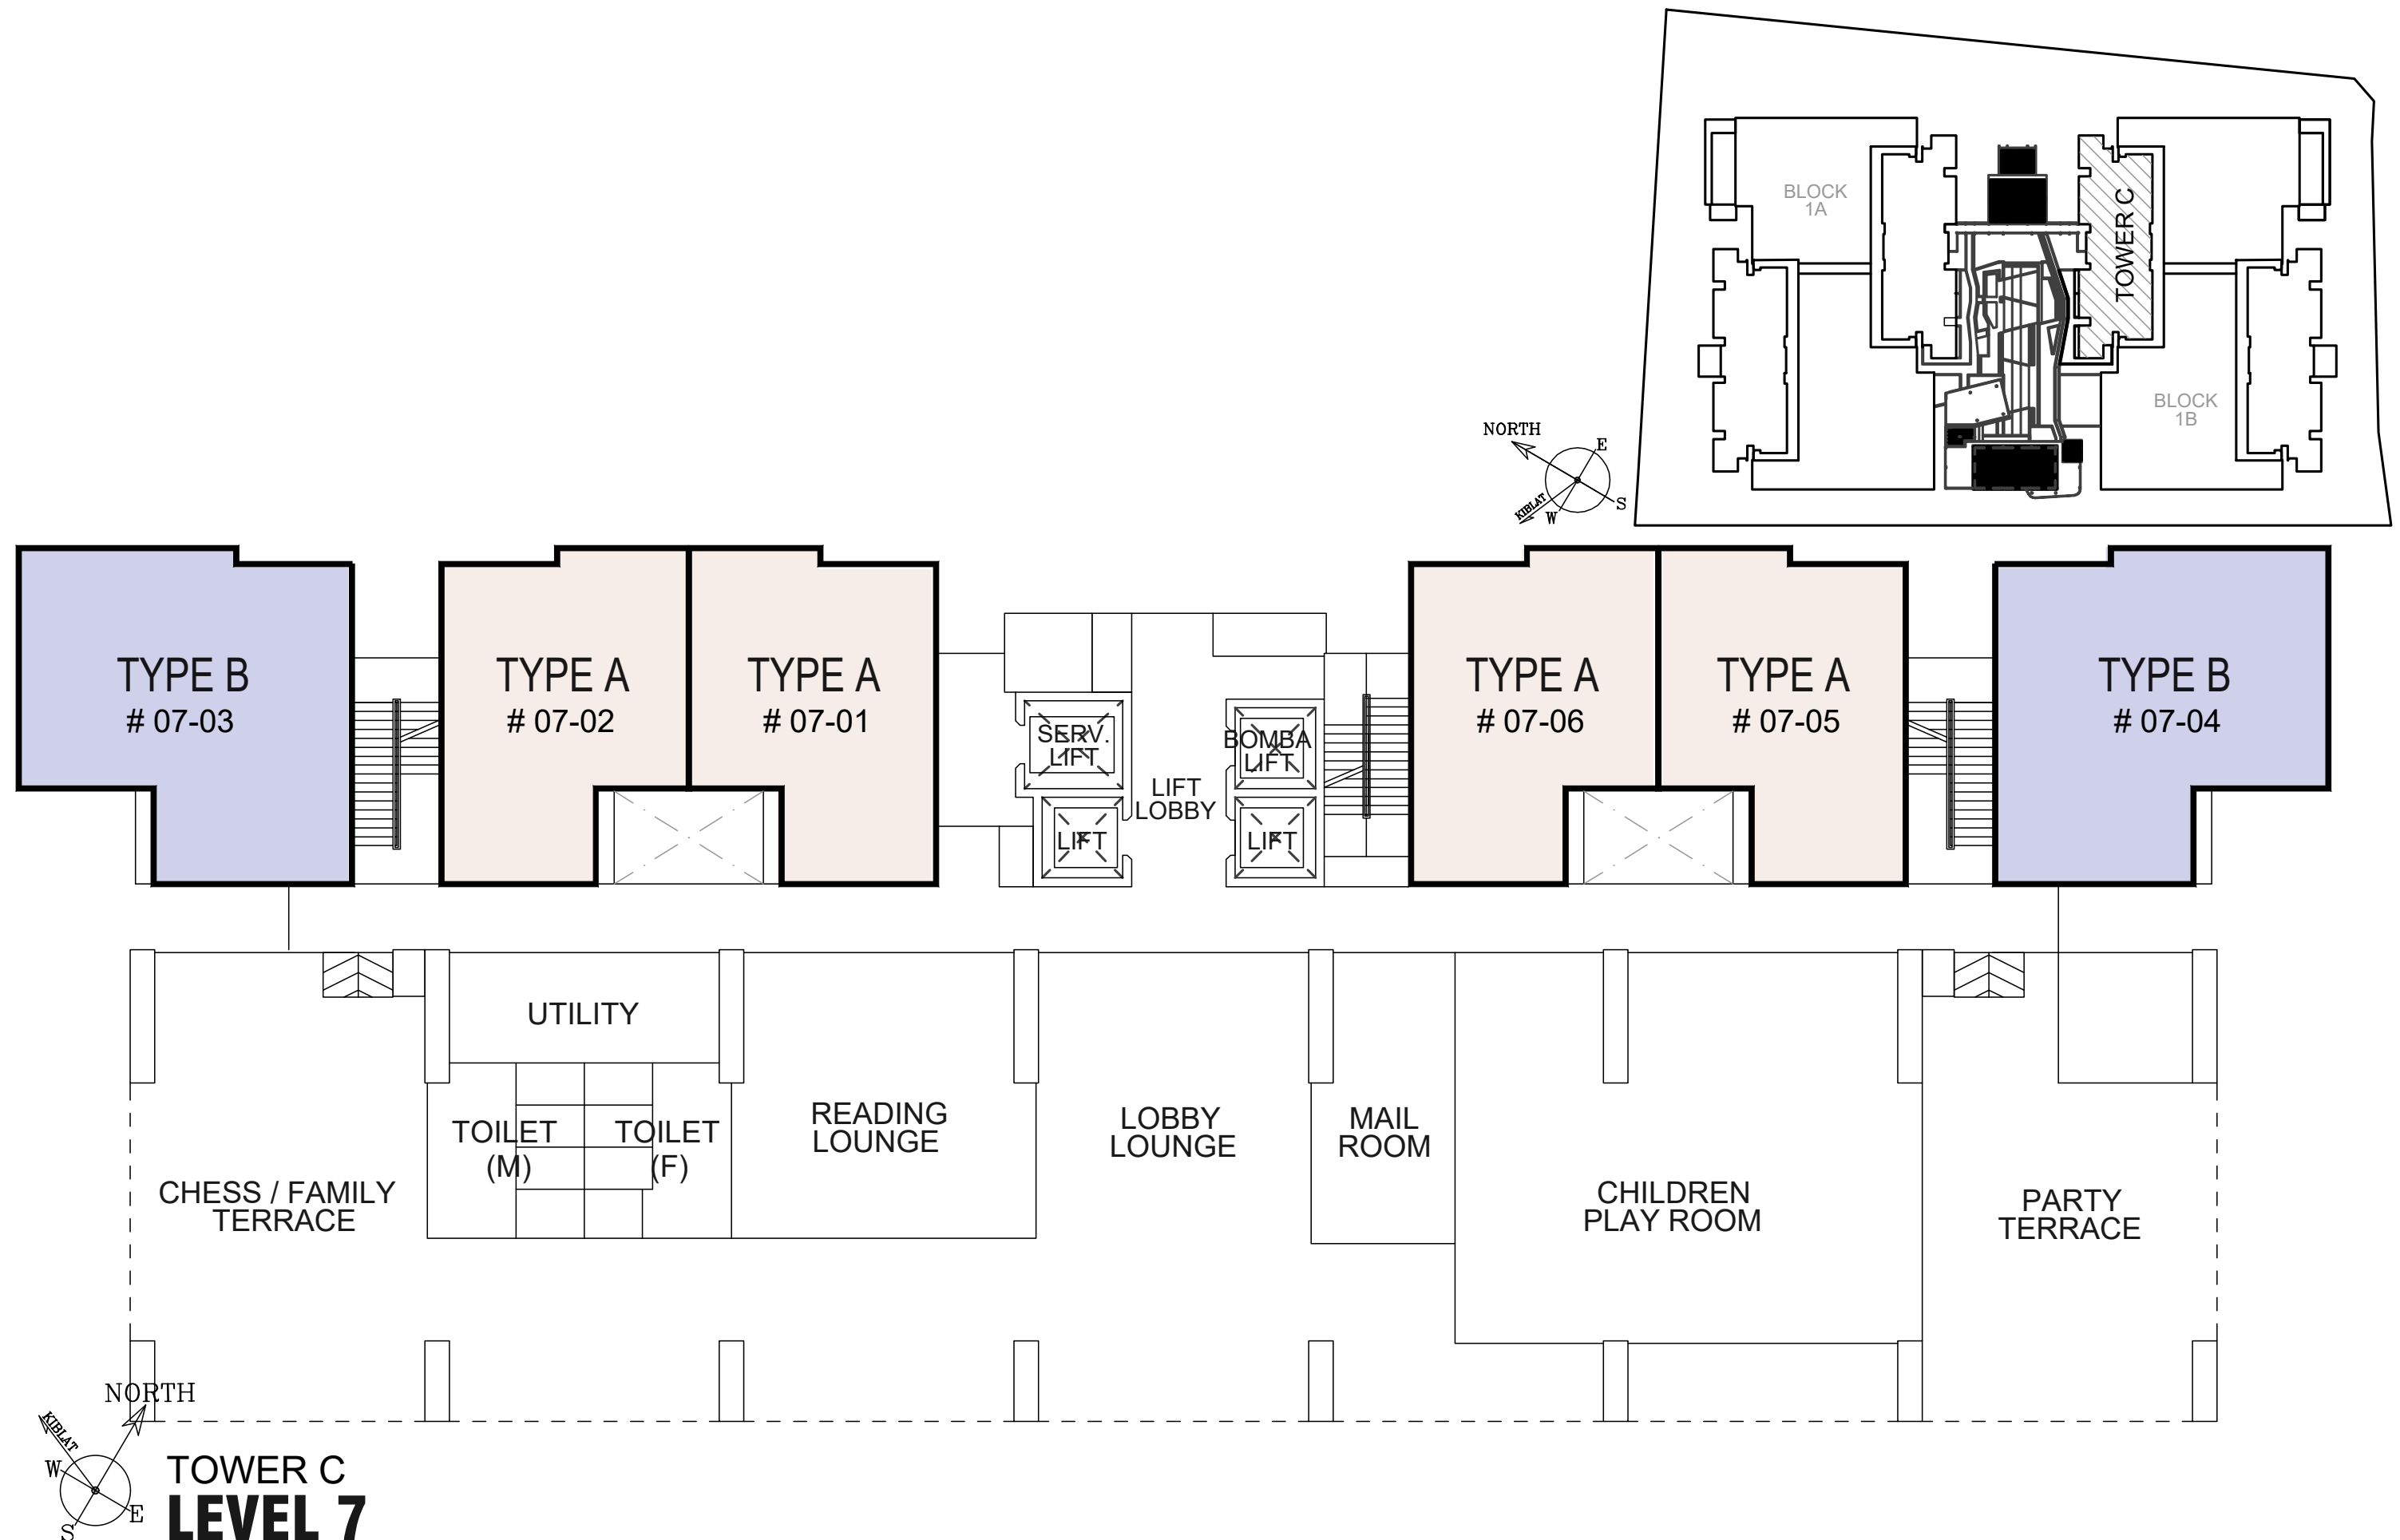 BLOCK
1A
TOWER C
BLOCK
1B
NORTH
E
S
W
KIBLAT
TYPE B
# 07-03
TYPE A
# 07-02
TYPE A
# 07-01
SERV.
LIFT
LIFT
LIFT
LOBBY
BOMBA
LIFT
LIFT
TYPE A
# 07-06
TYPE A
# 07-05
TYPE B
# 07-04
UTILITY
TOILET
(M)
TOILET
(F)
CHESS / FAMILY
TERRACE
READING
LOUNGE
LOBBY
LOUNGE
MAIL
ROOM
CHILDREN
PLAY ROOM
PARTY
TERRACE
NORTH
KIBLAT
W
E
S
TOWER C
LEVEL 7